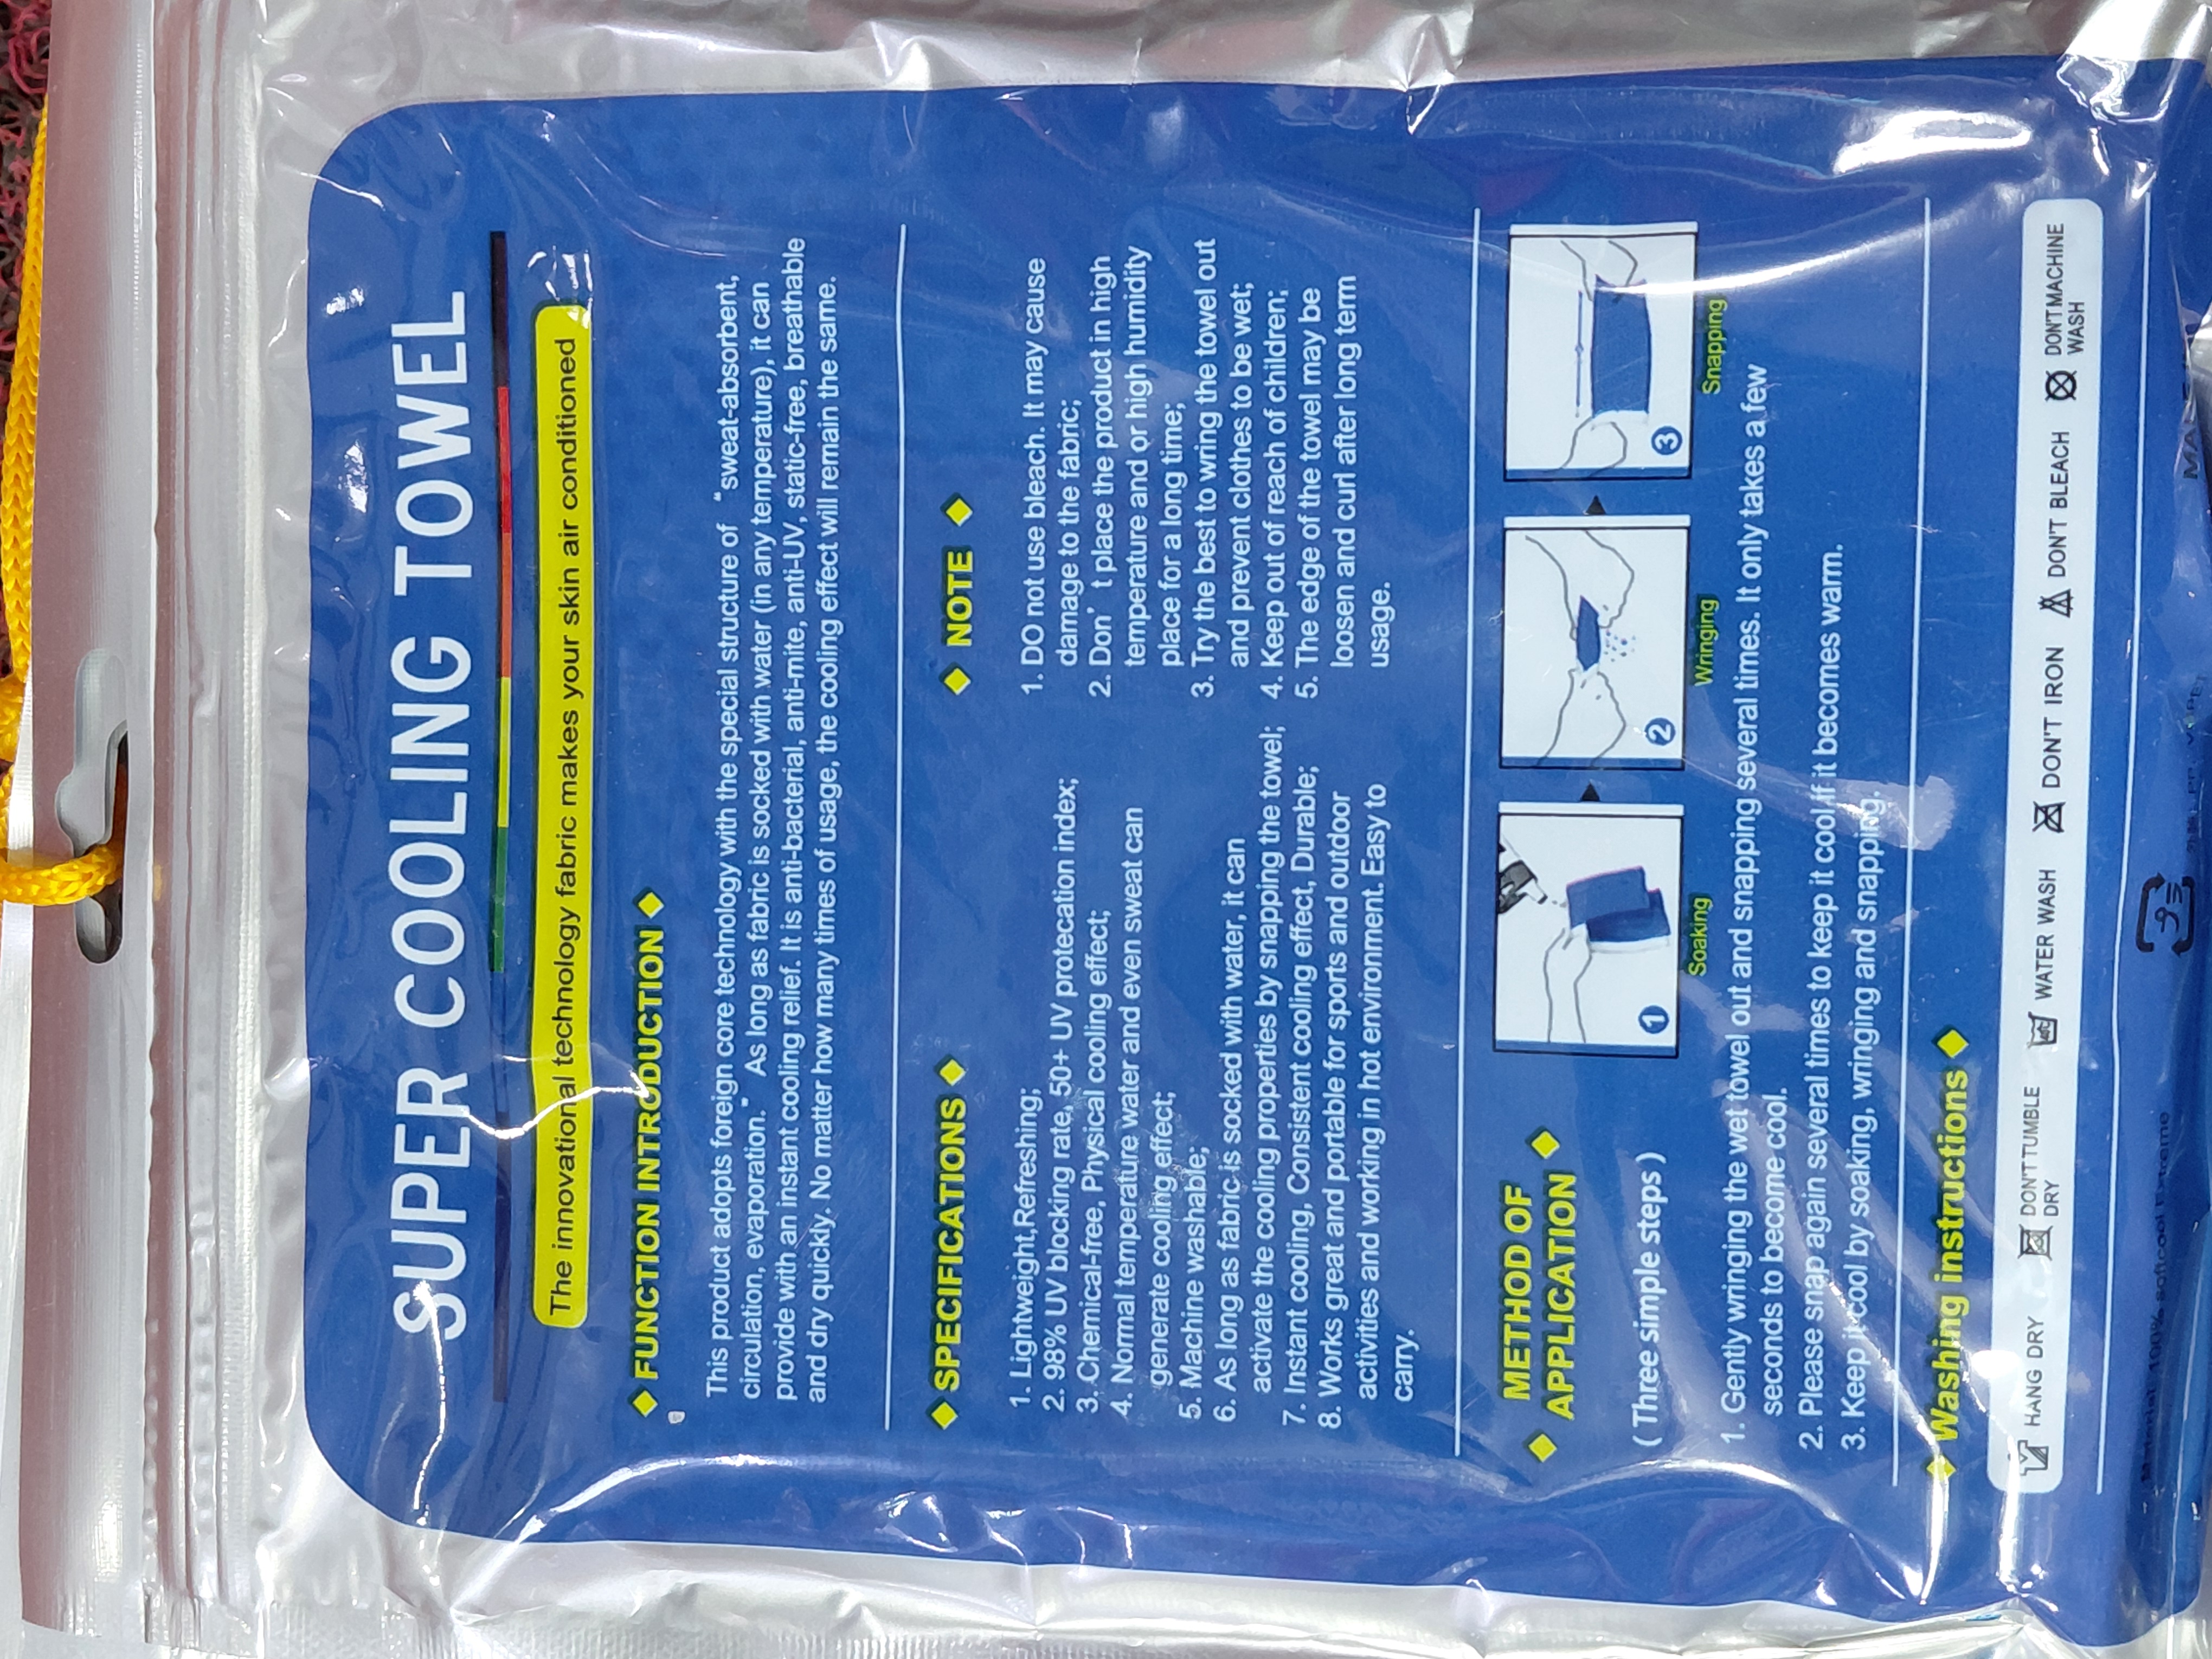 SUPER COOLING TOWEL
The innovational technology fabric makes your skin air conditioned
FUNCTION INTRODUCTION
This product adopts foreign core technology with the special structure of “sweat-absorbent,
circulation, evaporation.” As long as fabric is socked with water (in any temperature), it can
provide with an instant cooling relief. It is anti-bacterial, anti-mite, anti-UV, static-free, breathable
and dry quickly. No matter how many times of usage, the cooling effect will remain the same.
SPECIFICATIONS
1. Lightweight,Refreshing;
2. 98% UV blocking rate, 50+ UV protecation index;
3. Chemical-free, Physical cooling effect;
4. Normal temperature water and even sweat can
generate cooling effect;
5. Machine washable;
6. As long as fabric is socked with water, it can
activate the cooling properties by snapping the towel;
7. Instant cooling, Consistent cooling effect, Durable;
8. Works great and portable for sports and outdoor
activities and working in hot environment. Easy to
carry.
NOTE
1. DO not use bleach. It may cause
damage to the fabric;
2. Don’t place the product in high
temperature and or high humidity
place for a long time;
3. Try the best to wring the towel out
and prevent clothes to be wet;
4. Keep out of reach of children;
5. The edge of the towel may be
loosen and curl after long term
usage.
METHOD OF
APPLICATION
( Three simple steps )
1
Soaking
2
Wringing
3
Snapping
1. Gently wringing the wet towel out and snapping several times. It only takes a few
seconds to become cool.
2. Please snap again several times to keep it cool if it becomes warm.
3. Keep it cool by soaking, wringing and snapping.
Washing instructions
HANG DRY
DON'T TUMBLE
DRY
WATER WASH
DON'T IRON
DON'T BLEACH
DON'T MACHINE
WASH
Material: 100%